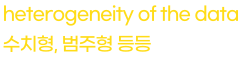 heterogeneity of the data
수치형, 범주형 등등